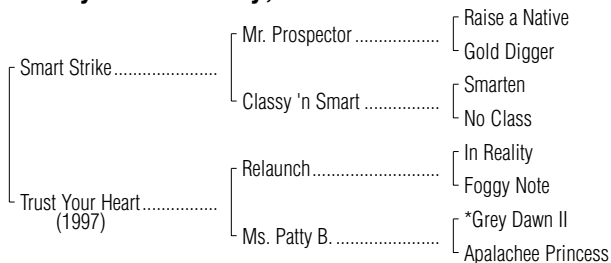 Raise a Native
Mr. Prospector ....................
Gold Digger
Smart Strike.......................
Smarten
Classy 'n Smart ..................
No Class
In Reality
Relaunch...........................
Foggy Note
Trust Your Heart..................
(1997)
*Grey Dawn II
Ms. Patty B. .......................
Apalachee Princess